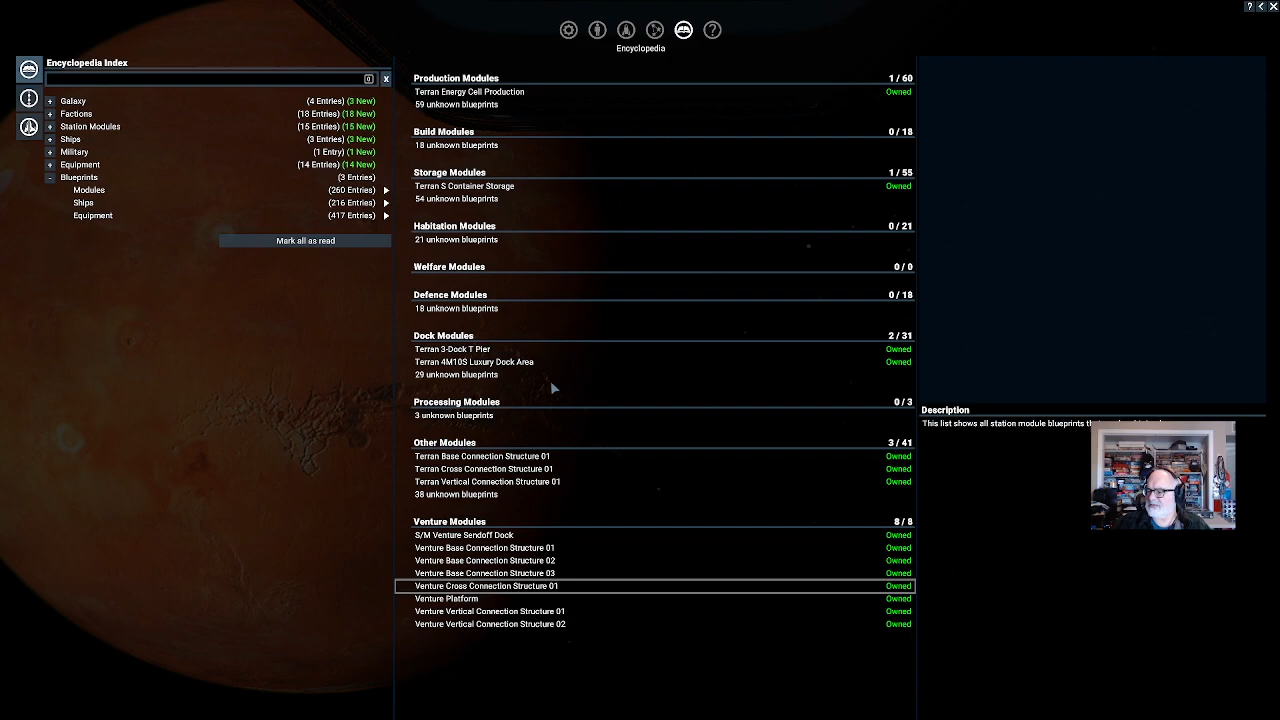 ? < X
Encyclopedia
Encyclopedia Index
X
+ Galaxy (4 Entries) (3 New)
+ Factions (18 Entries) (18 New)
+ Station Modules (15 Entries) (15 New)
+ Ships (3 Entries) (3 New)
+ Military (1 Entry) (1 New)
+ Equipment (14 Entries) (14 New)
- Blueprints (3 Entries)
Modules (260 Entries)
Ships (216 Entries)
Equipment (417 Entries)
Mark all as read
Production Modules 1 / 60
Terran Energy Cell Production Owned
59 unknown blueprints
Build Modules 0 / 18
18 unknown blueprints
Storage Modules 1 / 55
Terran S Container Storage Owned
54 unknown blueprints
Habitation Modules 0 / 21
21 unknown blueprints
Welfare Modules 0 / 0
Defence Modules 0 / 18
18 unknown blueprints
Dock Modules 2 / 31
Terran 3-Dock T Pier Owned
Terran 4M10S Luxury Dock Area Owned
29 unknown blueprints
Processing Modules 0 / 3
3 unknown blueprints
Other Modules 3 / 41
Terran Base Connection Structure 01 Owned
Terran Cross Connection Structure 01 Owned
Terran Vertical Connection Structure 01 Owned
38 unknown blueprints
Venture Modules 8 / 8
S/M Venture Sendoff Dock Owned
Venture Base Connection Structure 01 Owned
Venture Base Connection Structure 02 Owned
Venture Base Connection Structure 03 Owned
Venture Cross Connection Structure 01 Owned
Venture Platform Owned
Venture Vertical Connection Structure 01 Owned
Venture Vertical Connection Structure 02 Owned
Description
This list shows all station module blueprints